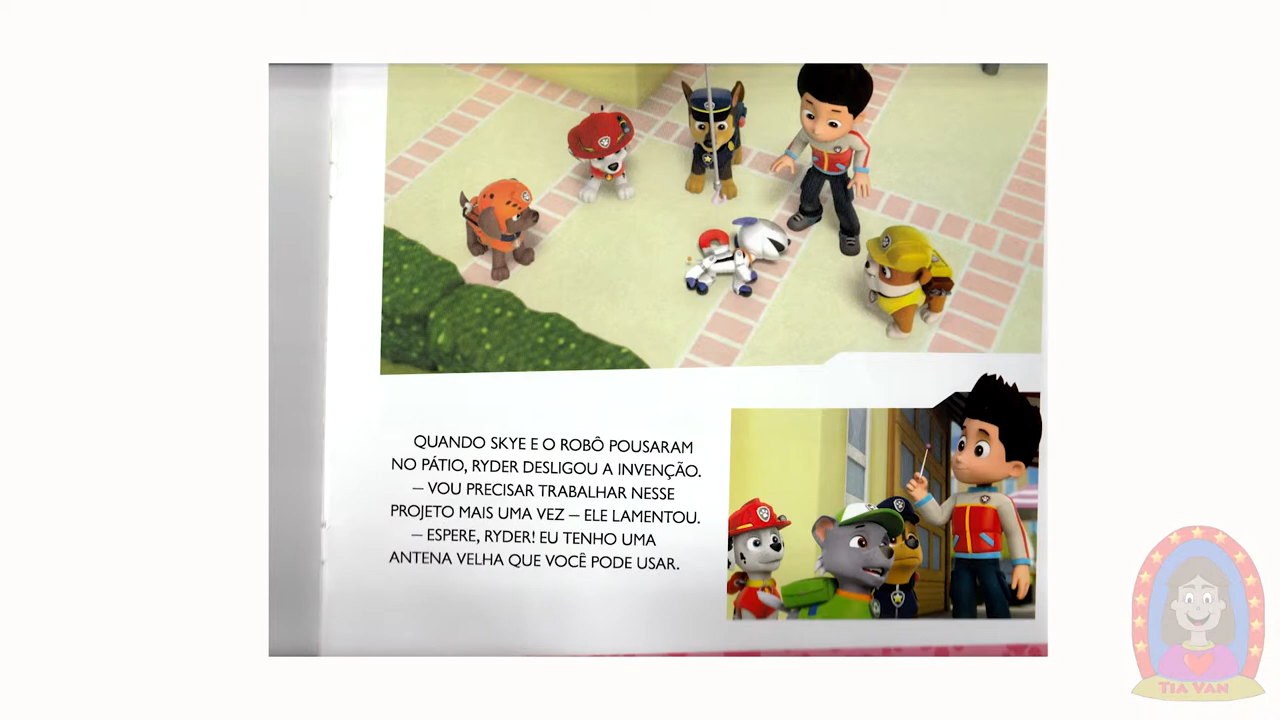 QUANDO SKYE E O ROBÔ POUSARAM
NO PÁTIO, RYDER DESLIGOU A INVENÇÃO.
– VOU PRECISAR TRABALHAR NESSE
PROJETO MAIS UMA VEZ – ELE LAMENTOU.
– ESPERE, RYDER! EU TENHO UMA
ANTENA VELHA QUE VOCÊ PODE USAR.
TIA VAN